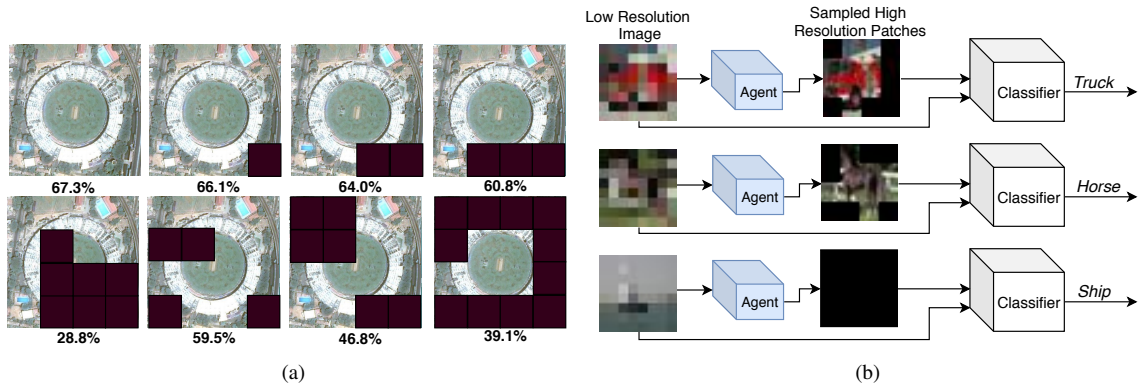 67.3%
66.1%
64.0%
60.8%
28.8%
59.5%
46.8%
39.1%
(a)
Low Resolution
Image
Sampled High
Resolution Patches
Agent
Classifier
Truck
Agent
Classifier
Horse
Agent
Classifier
Ship
(b)